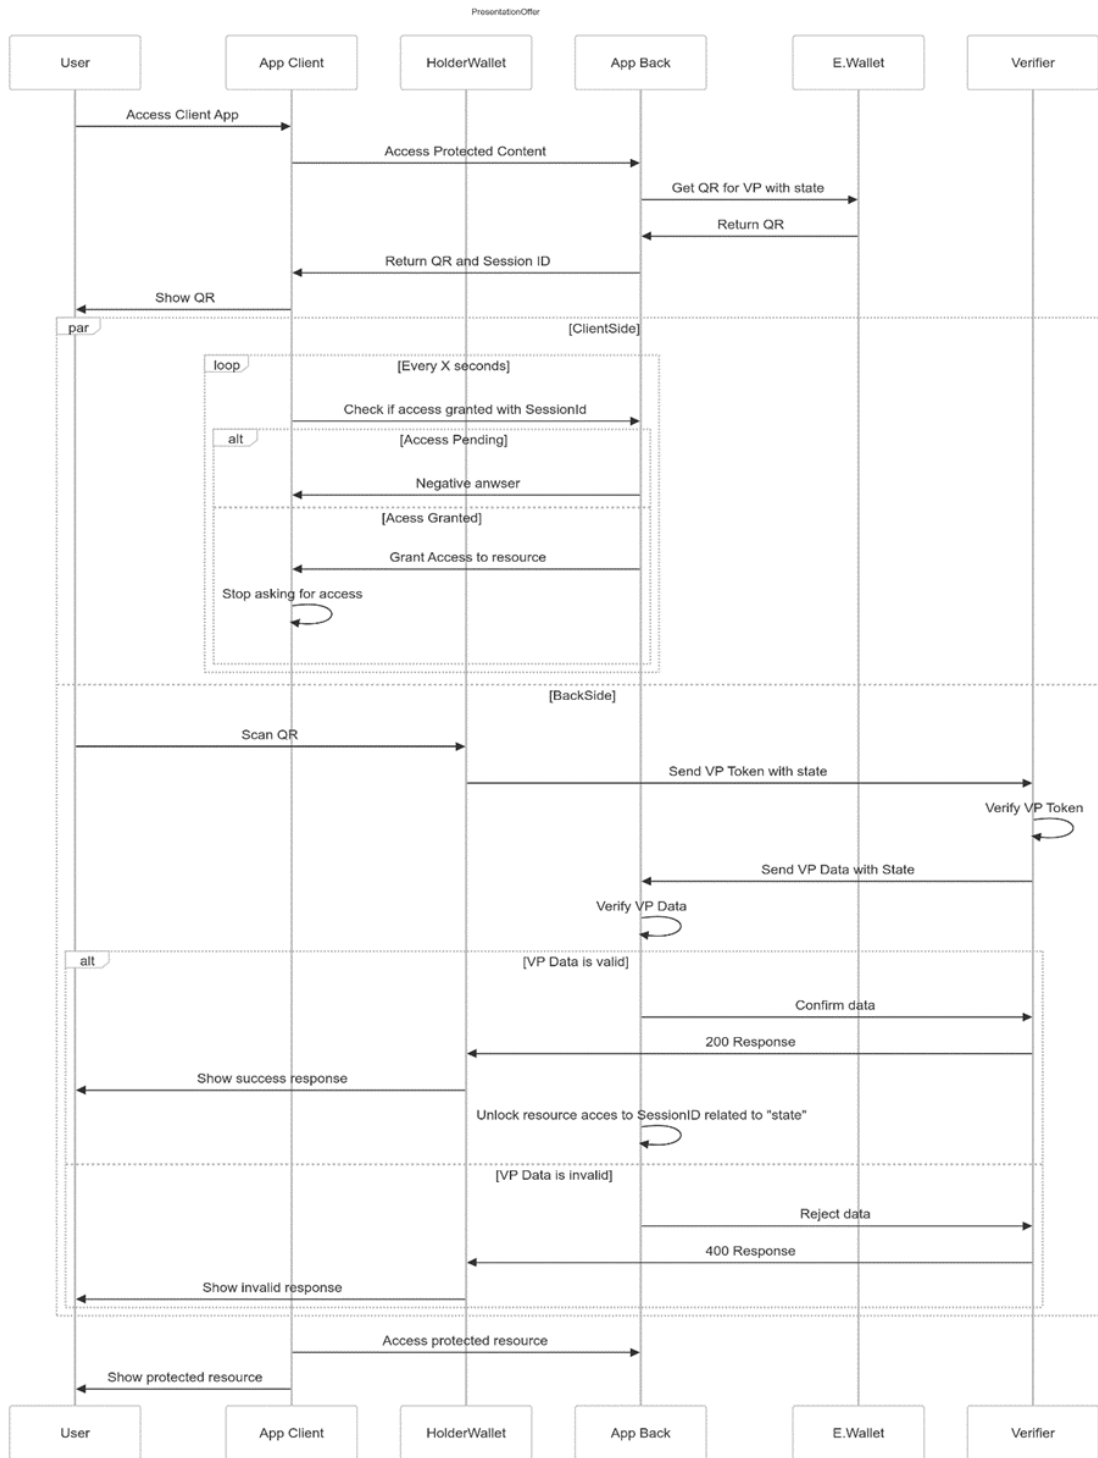 PresentationOffer
User
App Client
HolderWallet
App Back
E.Wallet
Verifier
Access Client App
Access Protected Content
Get QR for VP with state
Return QR
Return QR and Session ID
Show QR
par
[ClientSide]
loop
[Every X seconds]
Check if access granted with SessionId
alt
[Access Pending]
Negative anwser
[Acess Granted]
Grant Access to resource
Stop asking for access
[BackSide]
Scan QR
Send VP Token with state
Verify VP Token
Send VP Data with State
Verify VP Data
alt
[VP Data is valid]
Confirm data
200 Response
Show success response
Unlock resource acces to SessionID related to "state"
[VP Data is invalid]
Reject data
400 Response
Show invalid response
Access protected resource
Show protected resource
User
App Client
HolderWallet
App Back
E.Wallet
Verifier